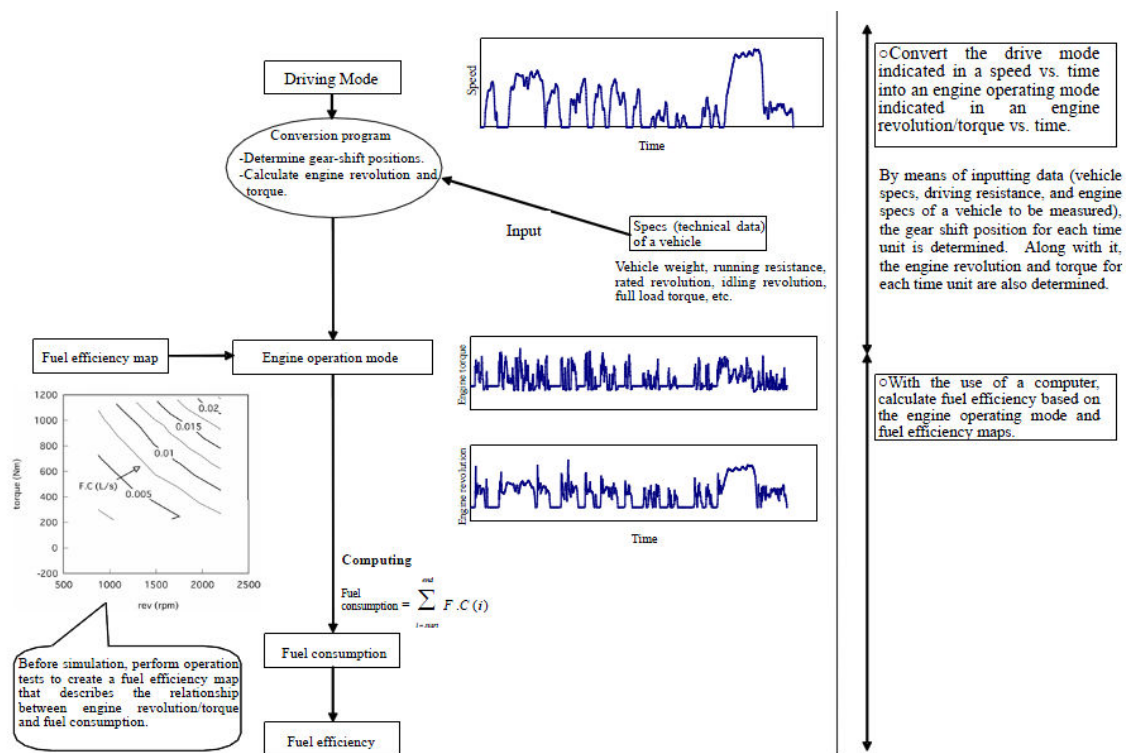 Driving Mode
Conversion program
-Determine gear-shift positions.
-Calculate engine revolution and
torque.
Speed
Time
Input
Specs (technical data)
of a vehicle
Vehicle weight, running resistance,
rated revolution, idling revolution,
full load torque, etc.
Fuel efficiency map
Engine operation mode
Engine torque
Engine revolution
Time
1200
1000
800
600
400
200
0
-200
torque (Nm)
0.02
0.015
0.01
F.C (L/s)
0.005
500
1000
1500
2000
2500
rev (rpm)
Before simulation, perform operation
tests to create a fuel efficiency map
that describes the relationship
between engine revolution/torque
and fuel consumption.
Computing
Fuel
consumption = end ∑ i=start F.C(i)
Fuel consumption
Fuel efficiency
○Convert the drive mode
indicated in a speed vs. time
into an engine operating mode
indicated in an engine
revolution/torque vs. time.
By means of inputting data (vehicle
specs, driving resistance, and engine
specs of a vehicle to be measured),
the gear shift position for each time
unit is determined. Along with it,
the engine revolution and torque for
each time unit are also determined.
○With the use of a computer,
calculate fuel efficiency based on
the engine operating mode and
fuel efficiency maps.